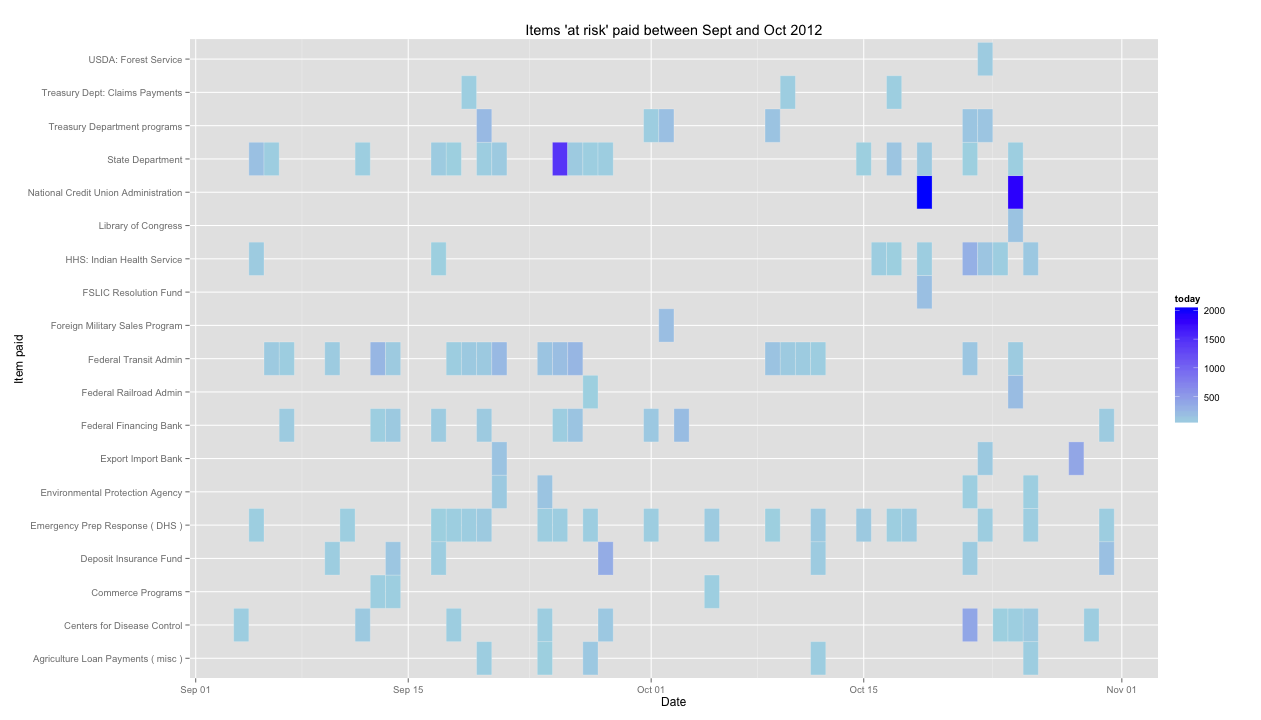 Items 'at risk' paid between Sept and Oct 2012
Item paid
USDA: Forest Service
Treasury Dept: Claims Payments
Treasury Department programs
State Department
National Credit Union Administration
Library of Congress
HHS: Indian Health Service
FSLIC Resolution Fund
Foreign Military Sales Program
Federal Transit Admin
Federal Railroad Admin
Federal Financing Bank
Export Import Bank
Environmental Protection Agency
Emergency Prep Response ( DHS )
Deposit Insurance Fund
Commerce Programs
Centers for Disease Control
Agriculture Loan Payments ( misc )
Sep 01 Sep 15 Oct 01 Oct 15 Nov 01
Date
today
2000
1500
1000
500